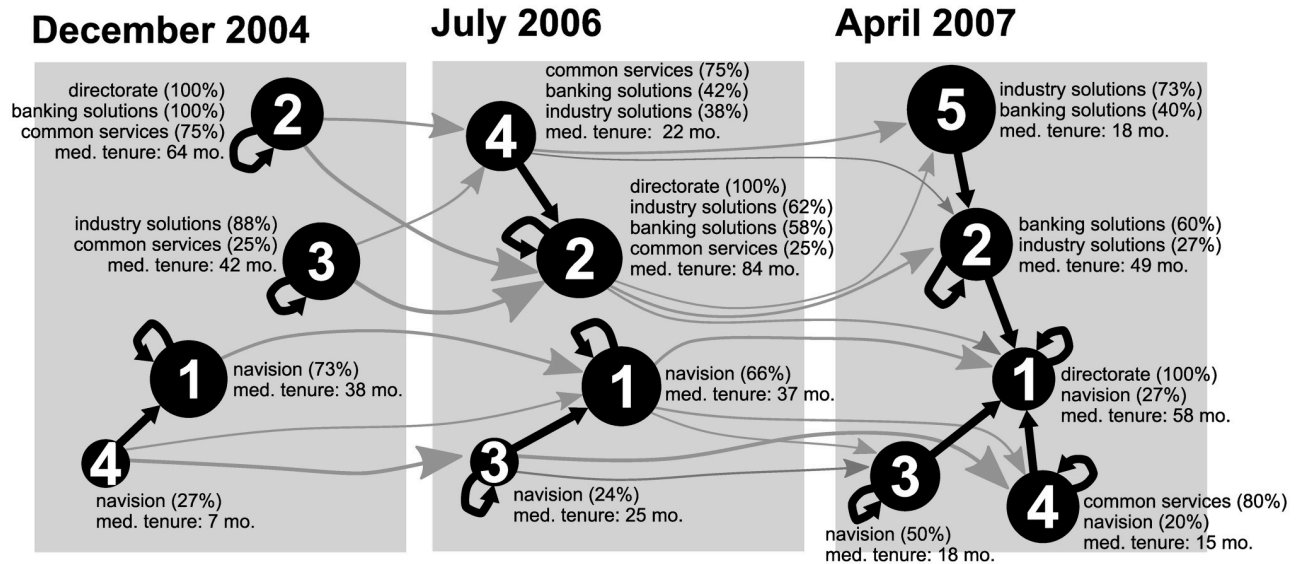 December 2004
directorate (100%)
banking solutions (100%)
common services (75%)
med. tenure: 64 mo.
2
industry solutions (88%)
common services (25%)
med. tenure: 42 mo.
3
1
navision (73%)
med. tenure: 38 mo.
4
navision (27%)
med. tenure: 7 mo.
July 2006
4
common services (75%)
banking solutions (42%)
industry solutions (38%)
med. tenure: 22 mo.
2
directorate (100%)
industry solutions (62%)
banking solutions (58%)
common services (25%)
med. tenure: 84 mo.
1
navision (66%)
med. tenure: 37 mo.
3
navision (24%)
med. tenure: 25 mo.
April 2007
5
industry solutions (73%)
banking solutions (40%)
med. tenure: 18 mo.
2
banking solutions (60%)
industry solutions (27%)
med. tenure: 49 mo.
1
directorate (100%)
navision (27%)
med. tenure: 58 mo.
3
navision (50%)
med. tenure: 18 mo.
4
common services (80%)
navision (20%)
med. tenure: 15 mo.